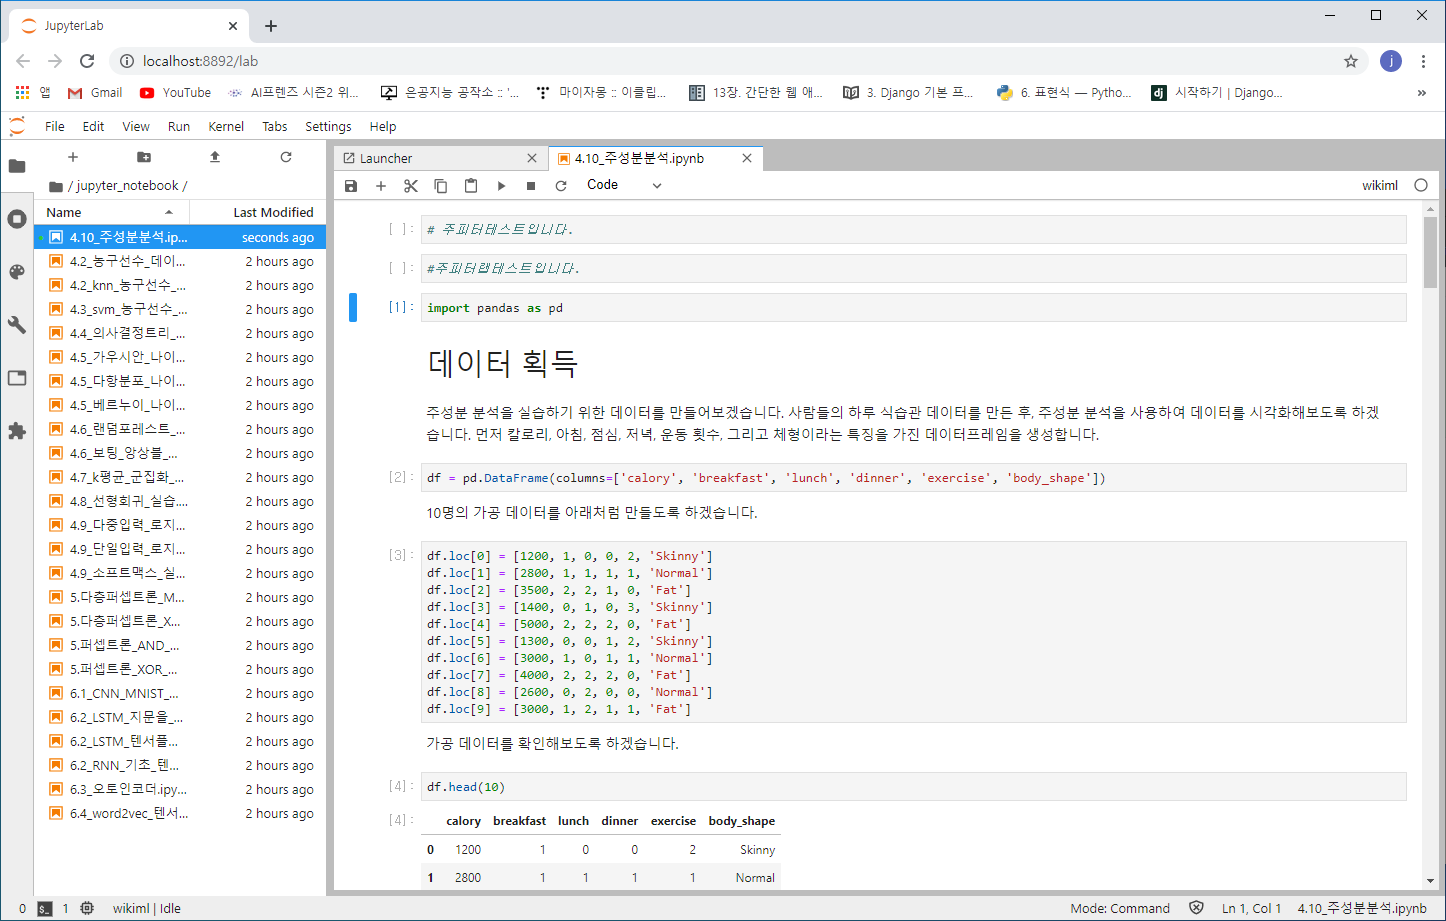 JupyterLab
localhost:8892/lab
j
앱 Gmail YouTube AI프렌즈 시즌2 위... 은공지능 공작소 :: '... 마이자몽 :: 이클립... 13장. 간단한 웹 애... 3. Django 기본 프... 6. 표현식 — Pytho... 시작하기 | Django... »
File Edit View Run Kernel Tabs Settings Help
/ jupyter_notebook /
Name Last Modified
4.10_주성분분석.ip... seconds ago
4.2_농구선수_데이... 2 hours ago
4.2_knn_농구선수_... 2 hours ago
4.3_svm_농구선수_... 2 hours ago
4.4_의사결정트리_... 2 hours ago
4.5_가우시안_나이... 2 hours ago
4.5_다항분포_나이... 2 hours ago
4.5_베르누이_나이... 2 hours ago
4.6_랜덤포레스트_... 2 hours ago
4.6_보팅_앙상블_... 2 hours ago
4.7_k평균_군집화_... 2 hours ago
4.8_선형회귀_실습.... 2 hours ago
4.9_다중입력_로지... 2 hours ago
4.9_단일입력_로지... 2 hours ago
4.9_소프트맥스_실... 2 hours ago
5.다층퍼셉트론_M... 2 hours ago
5.다층퍼셉트론_X... 2 hours ago
5.퍼셉트론_AND_... 2 hours ago
5.퍼셉트론_XOR_... 2 hours ago
6.1_CNN_MNIST_... 2 hours ago
6.2_LSTM_지문을_... 2 hours ago
6.2_LSTM_텐서플... 2 hours ago
6.2_RNN_기초_텐... 2 hours ago
6.3_오토인코더.ipy... 2 hours ago
6.4_word2vec_텐서... 2 hours ago
Launcher 4.10_주성분분석.ipynb
Code wikiml
[ ]: # 주피터테스트입니다.
[ ]: #주피터랩테스트입니다.
[1]: import pandas as pd
데이터 획득
주성분 분석을 실습하기 위한 데이터를 만들어보겠습니다. 사람들의 하루 식습관 데이터를 만든 후, 주성분 분석을 사용하여 데이터를 시각화해보도록 하겠
습니다. 먼저 칼로리, 아침, 점심, 저녁, 운동 횟수, 그리고 체형이라는 특징을 가진 데이터프레임을 생성합니다.
[2]: df = pd.DataFrame(columns=['calory', 'breakfast', 'lunch', 'dinner', 'exercise', 'body_shape'])
10명의 가공 데이터를 아래처럼 만들도록 하겠습니다.
[3]: df.loc[0] = [1200, 1, 0, 0, 2, 'Skinny']
df.loc[1] = [2800, 1, 1, 1, 1, 'Normal']
df.loc[2] = [3500, 2, 2, 1, 0, 'Fat']
df.loc[3] = [1400, 0, 1, 0, 3, 'Skinny']
df.loc[4] = [5000, 2, 2, 2, 0, 'Fat']
df.loc[5] = [1300, 0, 0, 1, 2, 'Skinny']
df.loc[6] = [3000, 1, 0, 1, 1, 'Normal']
df.loc[7] = [4000, 2, 2, 2, 0, 'Fat']
df.loc[8] = [2600, 0, 2, 0, 0, 'Normal']
df.loc[9] = [3000, 1, 2, 1, 1, 'Fat']
가공 데이터를 확인해보도록 하겠습니다.
[4]: df.head(10)
[4]: calory breakfast lunch dinner exercise body_shape
0 1200 1 0 0 2 Skinny
1 2800 1 1 1 1 Normal
0 1 wikiml | Idle Mode: Command Ln 1, Col 1 4.10_주성분분석.ipynb